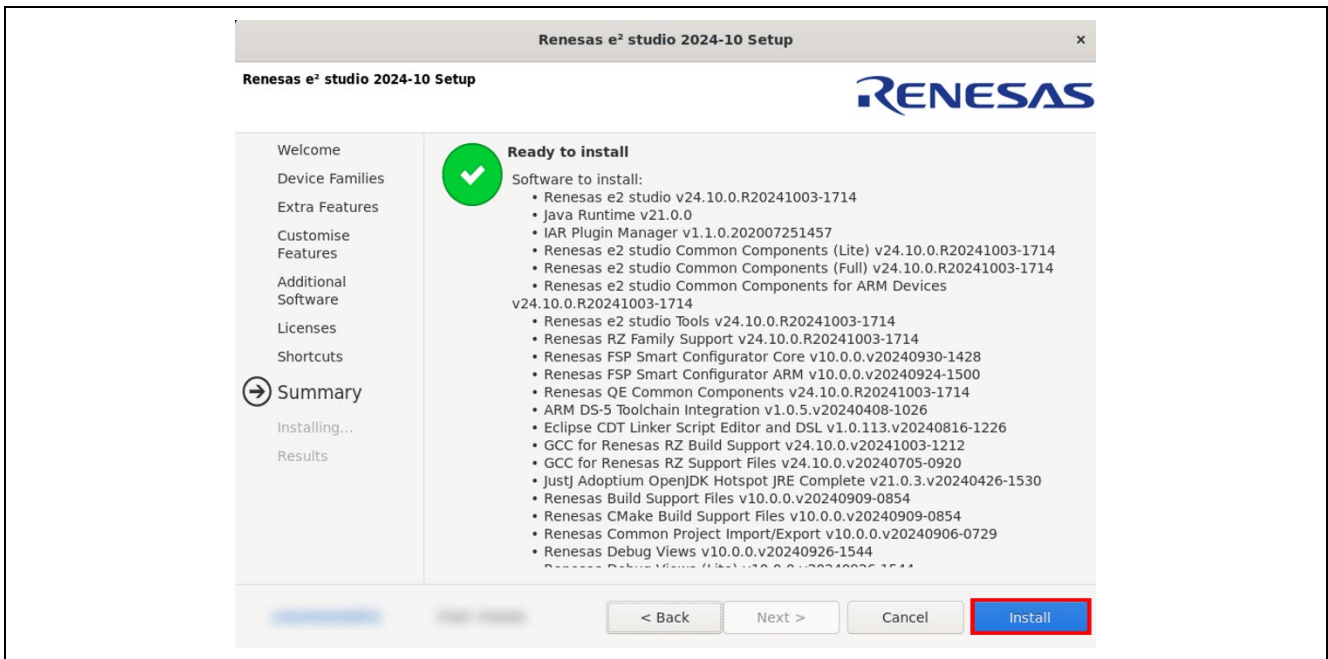 Renesas e² studio 2024-10 Setup
×
Renesas e² studio 2024-10 Setup
RENESAS
Welcome
Device Families
Extra Features
Customise
Features
Additional
Software
Licenses
Shortcuts
Summary
Installing...
Results
Ready to install
Software to install:
• Renesas e2 studio v24.10.0.R20241003-1714
• Java Runtime v21.0.0
• IAR Plugin Manager v1.1.0.202007251457
• Renesas e2 studio Common Components (Lite) v24.10.0.R20241003-1714
• Renesas e2 studio Common Components (Full) v24.10.0.R20241003-1714
• Renesas e2 studio Common Components for ARM Devices
v24.10.0.R20241003-1714
• Renesas e2 studio Tools v24.10.0.R20241003-1714
• Renesas RZ Family Support v24.10.0.R20241003-1714
• Renesas FSP Smart Configurator Core v10.0.0.v20240930-1428
• Renesas FSP Smart Configurator ARM v10.0.0.v20240924-1500
• Renesas QE Common Components v24.10.0.R20241003-1714
• ARM DS-5 Toolchain Integration v1.0.5.v20240408-1026
• Eclipse CDT Linker Script Editor and DSL v1.0.113.v20240816-1226
• GCC for Renesas RZ Build Support v24.10.0.v20241003-1212
• GCC for Renesas RZ Support Files v24.10.0.v20240705-0920
• JustJ Adoptium OpenJDK Hotspot JRE Complete v21.0.3.v20240426-1530
• Renesas Build Support Files v10.0.0.v20240909-0854
• Renesas CMake Build Support Files v10.0.0.v20240909-0854
• Renesas Common Project Import/Export v10.0.0.v20240906-0729
• Renesas Debug Views v10.0.0.v20240926-1544
< Back
Next >
Cancel
Install